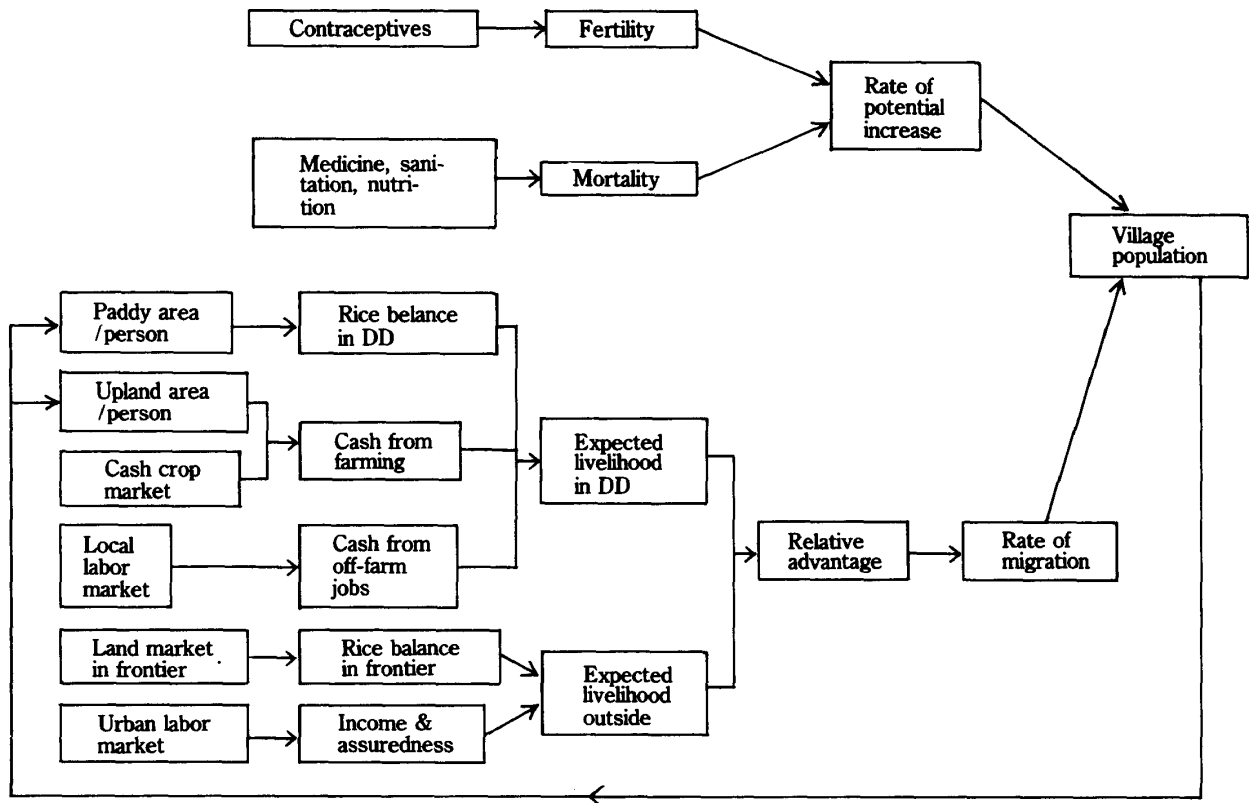 Contraceptives
Fertility
Rate of
potential
increase
Medicine, sani-
tation, nutri-
tion
Mortality
Village
population
Paddy area
/person
Rice belance
in DD
Upland area
/person
Cash from
farming
Cash crop
market
Expected
livelihood
in DD
Local
labor
market
Cash from
off-farm
jobs
Relative
advantage
Rate of
migration
Land market
in frontier
Rice balance
in frontier
Expected
livelihood
outside
Urban labor
market
Income &
assuredness